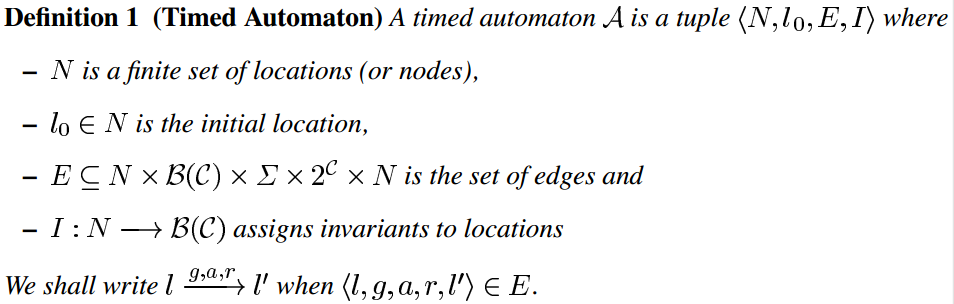 Definition 1 (Timed Automaton) A timed automaton 𝒜 is a tuple ⟨N, l₀, E, I⟩ where
– N is a finite set of locations (or nodes),
– l₀ ∈ N is the initial location,
– E ⊆ N × ℬ(𝒞) × Σ × 2^𝒞 × N is the set of edges and
– I : N ⟶ ℬ(𝒞) assigns invariants to locations
We shall write l —g,a,r→ l′ when ⟨l, g, a, r, l′⟩ ∈ E.